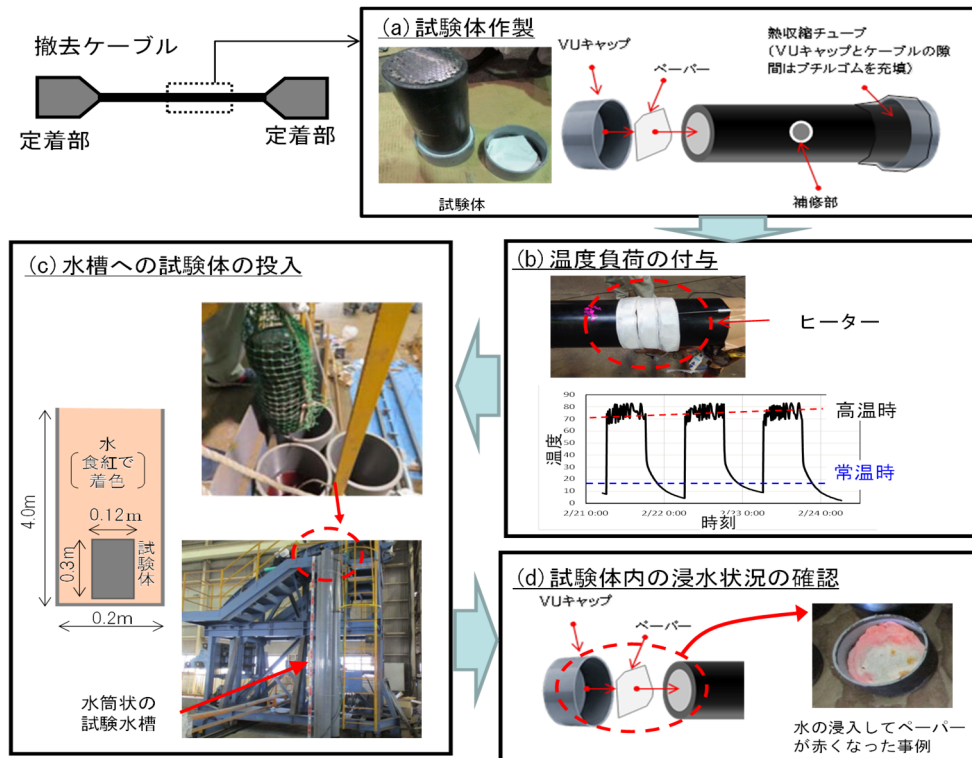 撤去ケーブル
定着部
定着部
(a)試験体作製
試験体
VUキャップ
ペーパー
熱収縮チューブ
(VUキャップとケーブルの隙
間はブチルゴムを充填)
補修部
(b)温度負荷の付与
ヒーター
温度
90
80
70
60
50
40
30
20
10
0
2/21 0:00
2/22 0:00
2/23 0:00
2/24 0:00
時刻
高温時
常温時
(c)水槽への試験体の投入
水
食紅で
着色
4.0m
0.12m
0.3m
試験体
0.2m
水筒状の
試験水槽
(d)試験体内の浸水状況の確認
VUキャップ
ペーパー
水の浸入してペーパー
が赤くなった事例